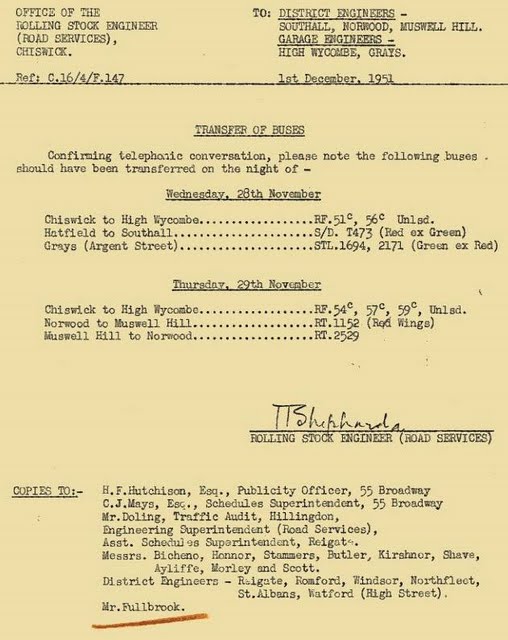 OFFICE OF THE
ROLLING STOCK ENGINEER
(ROAD SERVICES),
CHISWICK.
Ref: C.16/4/F.147
TO: DISTRICT ENGINEERS -
SOUTHALL, NORWOOD, MUSWELL HILL.
GARAGE ENGINEERS -
HIGH WYCOMBE, GRAYS.
1st December, 1951
TRANSFER OF BUSES
Confirming telephonic conversation, please note the following buses
should have been transferred on the night of -
Wednesday, 28th November
Chiswick to High Wycombe...................RF.51c, 56c Unlsd.
Hatfield to Southall.......................S/D. T473 (Red ex Green)
Grays (Argent Street)......................STL.1694, 2171 (Green ex Red)
Thursday, 29th November
Chiswick to High Wycombe...................RF.54c, 57c, 59c, Unlsd.
Norwood to Muswell Hill....................RT.1152 (Red Wings)
Muswell Hill to Norwood....................RT.2529
ROLLING STOCK ENGINEER (ROAD SERVICES)
COPIES TO:- H.F.Hutchison, Esq., Publicity Officer, 55 Broadway
C.J.Mays, Esq., Schedules Superintendent, 55 Broadway
Mr.Doling, Traffic Audit, Hillingdon,
Engineering Superintendent (Road Services),
Asst. Schedules Superintendent, Reigate.
Messrs. Bicheno, Honnor, Stammers, Butler, Kirshnor, Shave,
Ayliffe, Morley and Scott.
District Engineers - Reigate, Romford, Windsor, Northfleet,
St.Albans, Watford (High Street).
Mr.Fullbrook.